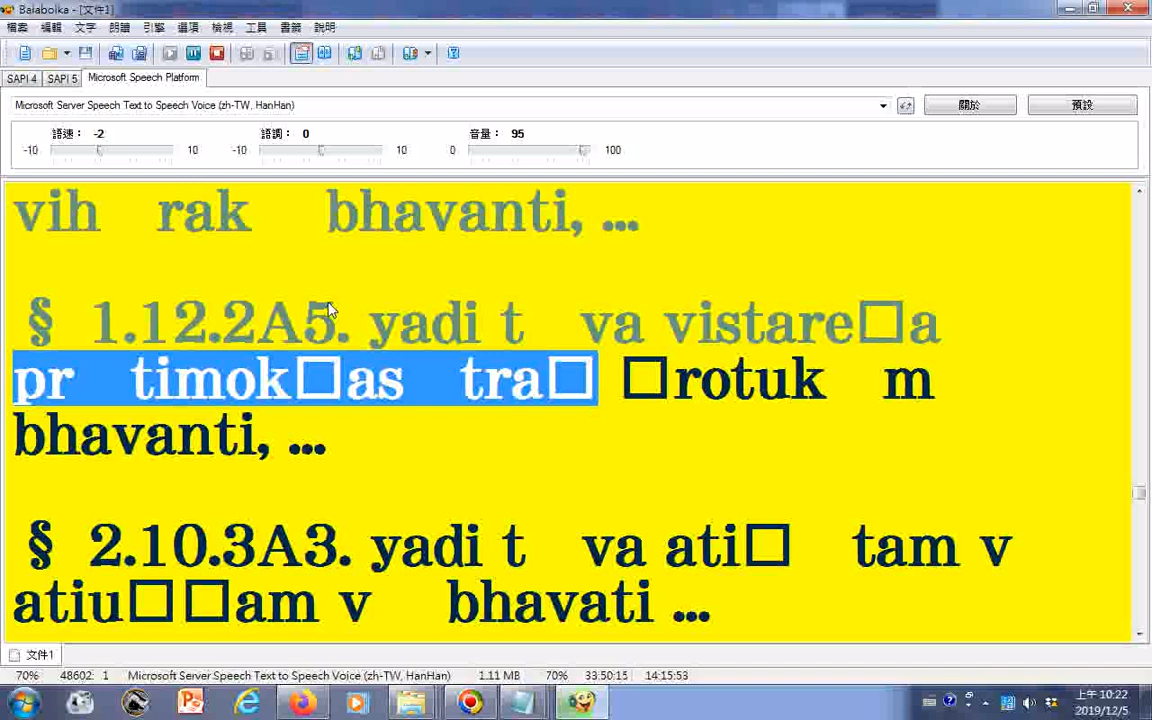 Balabolka - [文件1]
檔案 編輯 文字 朗讀 引擎 選項 檢視 工具 書籤 說明
SAPI 4 SAPI 5 Microsoft Speech Platform
Microsoft Server Speech Text to Speech Voice (zh-TW, HanHan) 關於 預設
語速： -2 語調： 0 音量： 95
-10 10 -10 10 0 100
vih rak bhavanti, ...
§ 1.12.2A5. yadi t va vistare□a
pr timok□as tra□ □rotuk m
bhavanti, ...
§ 2.10.3A3. yadi t va ati□ tam v
atiu□□am v bhavati ...
文件1
70% 48602: 1 Microsoft Server Speech Text to Speech Voice (zh-TW, HanHan) 1.11 MB 70% 33:50:15 14:15:53
上午 10:22
2019/12/5